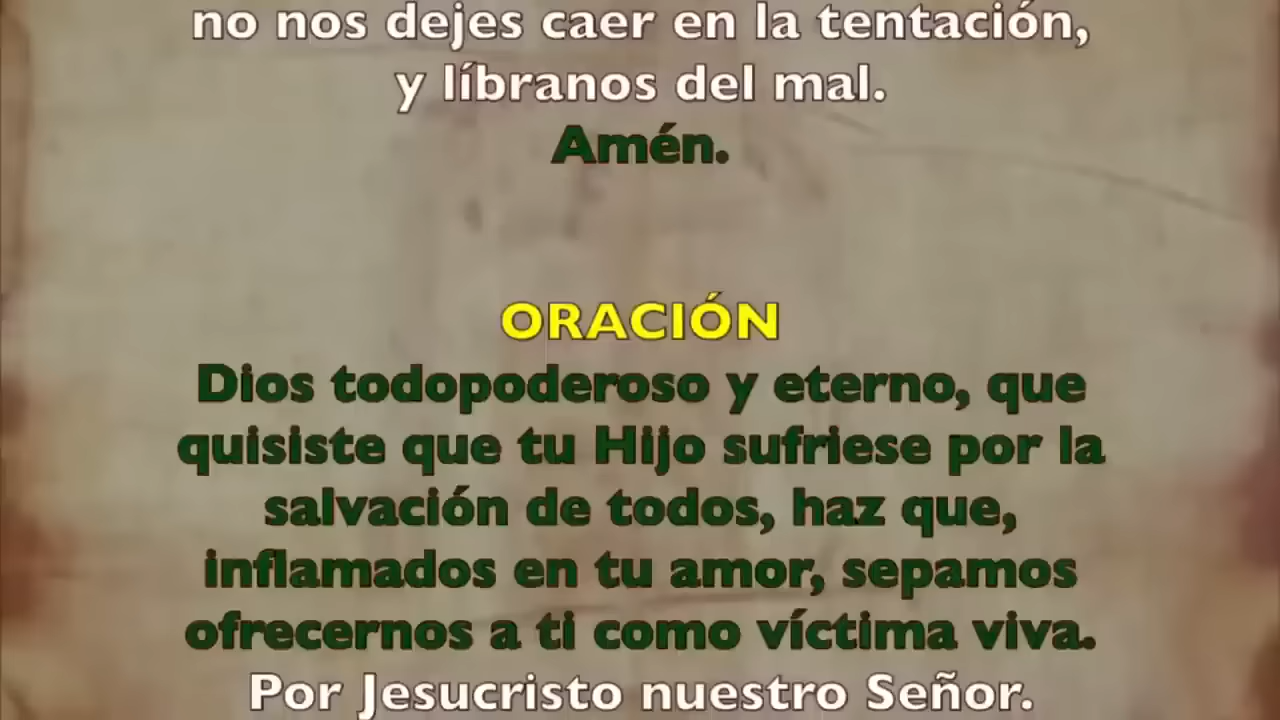 no nos dejes caer en la tentación,
y líbranos del mal.
Amén.
ORACIÓN
Dios todopoderoso y eterno, que
quisiste que tu Hijo sufriese por la
salvación de todos, haz que,
inflamados en tu amor, sepamos
ofrecernos a ti como víctima viva.
Por Jesucristo nuestro Señor.